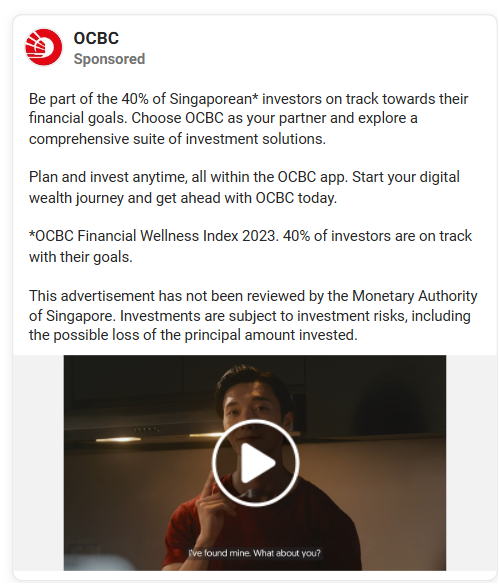 OCBC
Sponsored
Be part of the 40% of Singaporean* investors on track towards their
financial goals. Choose OCBC as your partner and explore a
comprehensive suite of investment solutions.
Plan and invest anytime, all within the OCBC app. Start your digital
wealth journey and get ahead with OCBC today.
*OCBC Financial Wellness Index 2023. 40% of investors are on track
with their goals.
This advertisement has not been reviewed by the Monetary Authority
of Singapore. Investments are subject to investment risks, including
the possible loss of the principal amount invested.
I've found mine. What about you?